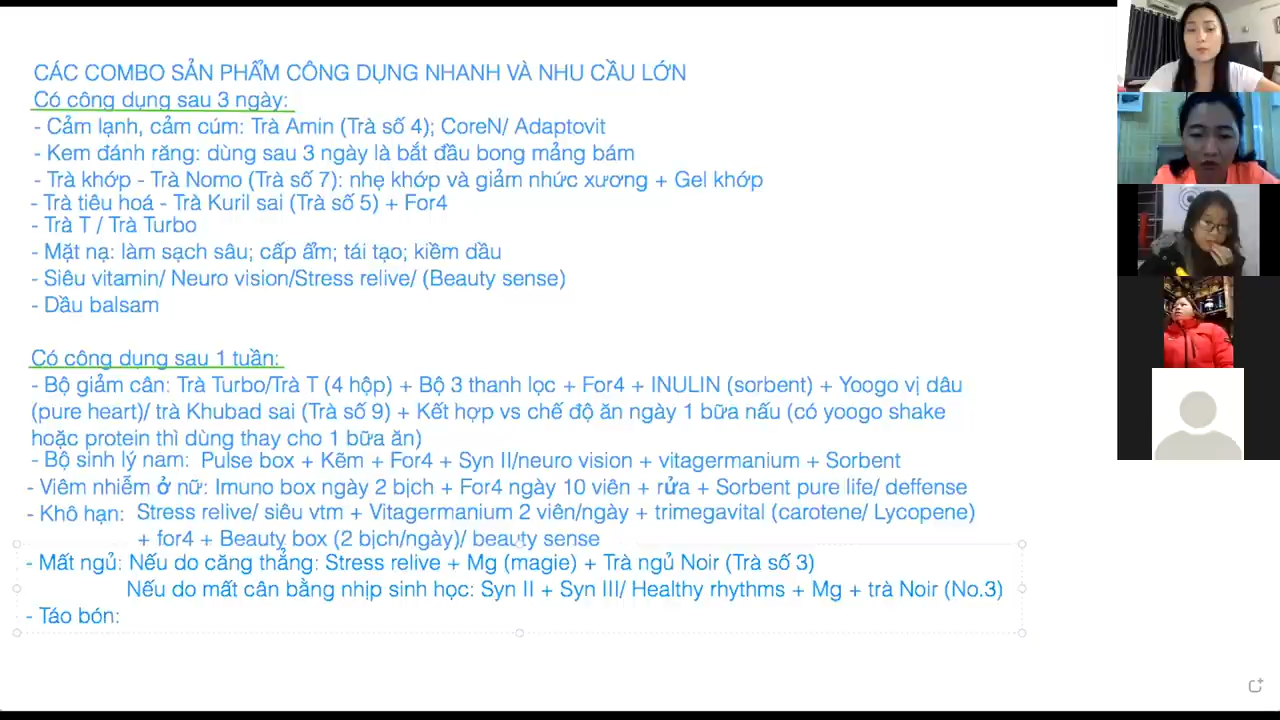 CÁC COMBO SẢN PHẨM CÔNG DỤNG NHANH VÀ NHU CẦU LỚN
Có công dụng sau 3 ngày:
- Cảm lạnh, cảm cúm: Trà Amin (Trà số 4); CoreN/ Adaptovit
- Kem đánh răng: dùng sau 3 ngày là bắt đầu bong mảng bám
- Trà khớp - Trà Nomo (Trà số 7): nhẹ khớp và giảm nhức xương + Gel khớp
- Trà tiêu hoá - Trà Kuril sai (Trà số 5) + For4
- Trà T / Trà Turbo
- Mặt nạ: làm sạch sâu; cấp ẩm; tái tạo; kiềm dầu
- Siêu vitamin/ Neuro vision/Stress relive/ (Beauty sense)
- Dầu balsam
Có công dụng sau 1 tuần:
- Bộ giảm cân: Trà Turbo/Trà T (4 hộp) + Bộ 3 thanh lọc + For4 + INULIN (sorbent) + Yoogo vị dâu
(pure heart)/ trà Khubad sai (Trà số 9) + Kết hợp vs chế độ ăn ngày 1 bữa nấu (có yoogo shake
hoặc protein thì dùng thay cho 1 bữa ăn)
- Bộ sinh lý nam: Pulse box + Kẽm + For4 + Syn II/neuro vision + vitagermanium + Sorbent
- Viêm nhiễm ở nữ: Imuno box ngày 2 bịch + For4 ngày 10 viên + rửa + Sorbent pure life/ deffense
- Khô hạn: Stress relive/ siêu vtm + Vitagermanium 2 viên/ngày + trimegavital (carotene/ Lycopene)
+ for4 + Beauty box (2 bịch/ngày)/ beauty sense
- Mất ngủ: Nếu do căng thẳng: Stress relive + Mg (magie) + Trà ngủ Noir (Trà số 3)
Nếu do mất cân bằng nhịp sinh học: Syn II + Syn III/ Healthy rhythms + Mg + trà Noir (No.3)
- Táo bón: